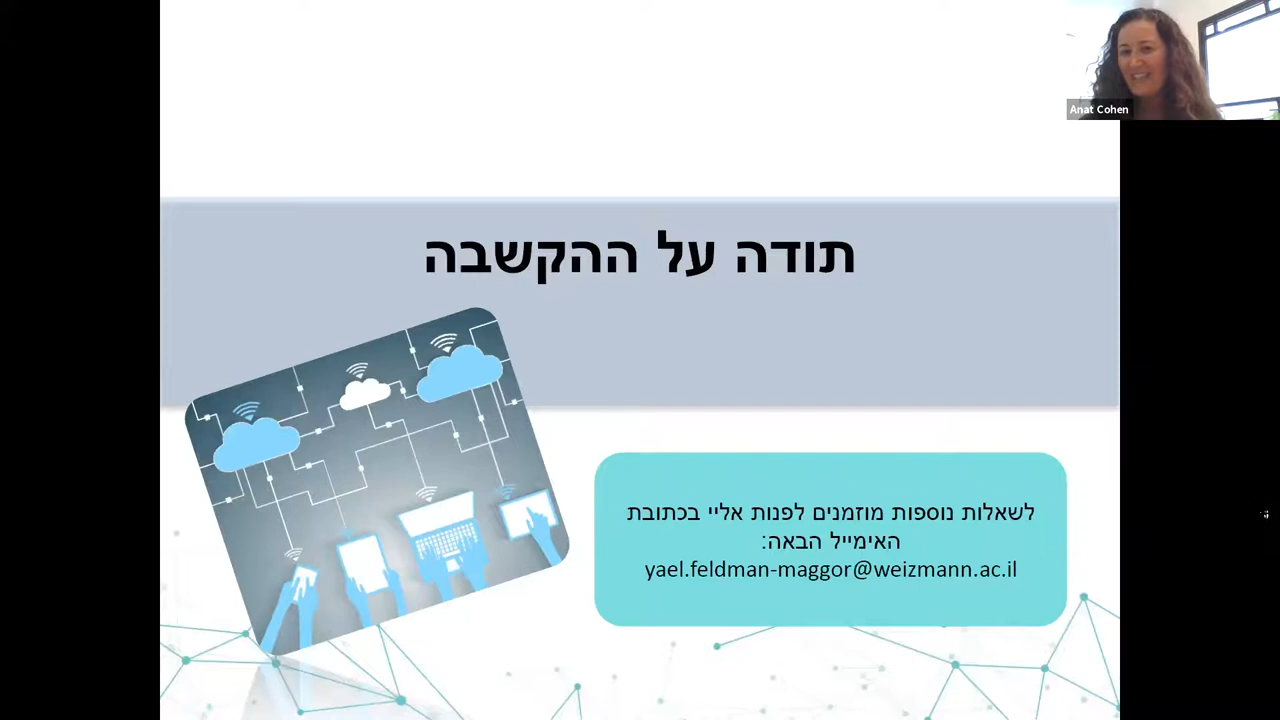 Anat Cohen
תודה על ההקשבה
לשאלות נוספות מוזמנים לפנות אליי בכתובת
האימייל הבאה:
yael.feldman-maggor@weizmann.ac.il